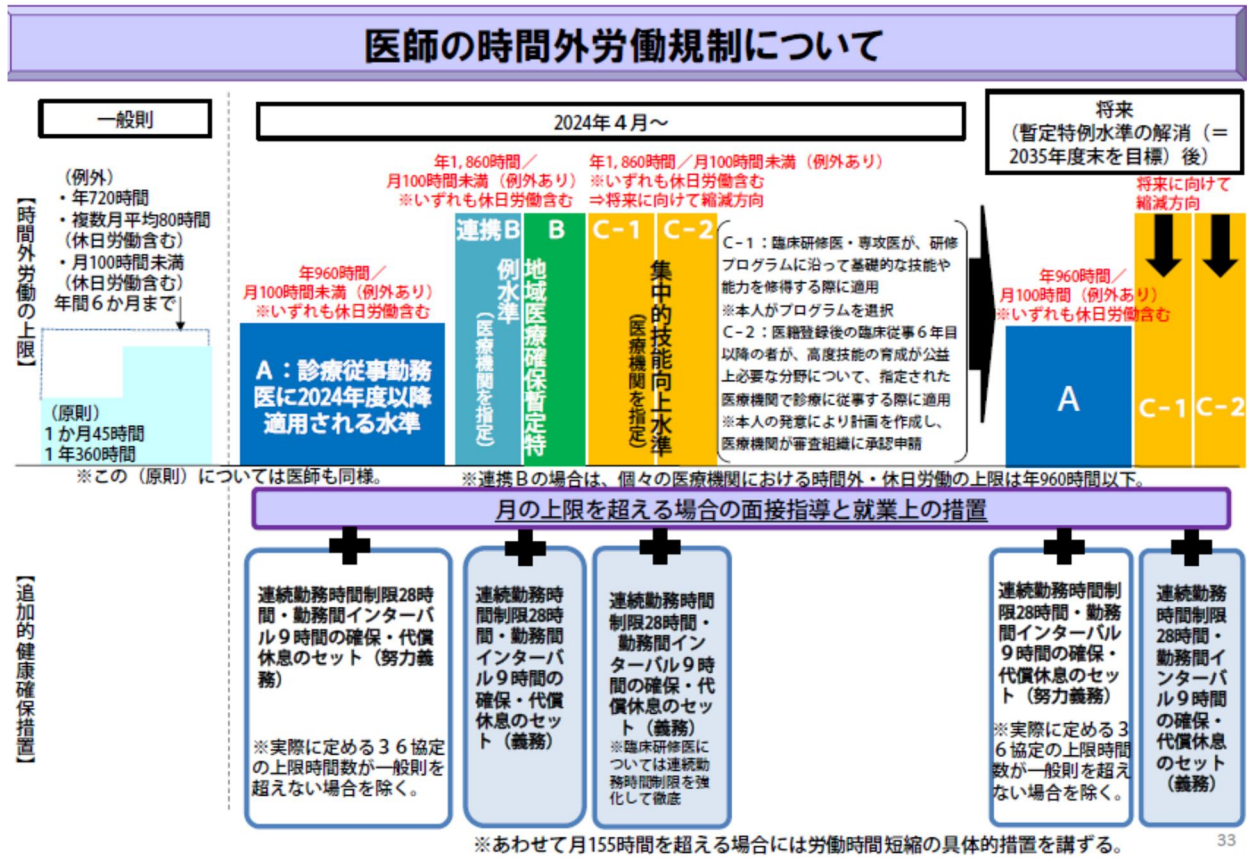 医師の時間外労働規制について
一般則
2024年４月～
将来
（暫定特例水準の解消（＝
2035年度末を目標）後）
【時間外労働の上限】
（例外）
・年720時間
・複数月平均80時間
（休日労働含む）
・月100時間未満
（休日労働含む）
年間６か月まで
（原則）
１か月45時間
１年360時間
※この（原則）については医師も同様。
年960時間／
月100時間未満（例外あり）
※いずれも休日労働含む
Ａ：診療従事勤務
医に2024年度以降
適用される水準
年1,860時間／
月100時間未満（例外あり）
※いずれも休日労働含む
連携Ｂ
Ｂ
地域医療確保暫定特
例水準
（医療機関を指定）
年1,860時間／月100時間未満（例外あり）
※いずれも休日労働含む
⇒将来に向けて縮減方向
Ｃ－１
Ｃ－２
集中的技能向上水準
（医療機関を指定）
Ｃ－１：臨床研修医・専攻医が、研修
プログラムに沿って基礎的な技能や
能力を修得する際に適用
※本人がプログラムを選択
Ｃ－２：医籍登録後の臨床従事６年目
以降の者が、高度技能の育成が公益
上必要な分野について、指定された
医療機関で診療に従事する際に適用
※本人の発意により計画を作成し、
医療機関が審査組織に承認申請
将来に向けて
縮減方向
年960時間／
月100時間（例外あり）
※いずれも休日労働含む
Ａ
Ｃ－１
Ｃ－２
※連携Ｂの場合は、個々の医療機関における時間外・休日労働の上限は年960時間以下。
月の上限を超える場合の面接指導と就業上の措置
【追加的健康確保措置】
連続勤務時間制限28時
間・勤務間インターバ
ル９時間の確保・代償
休息のセット（努力義
務）
※実際に定める３６協定
の上限時間数が一般則を
超えない場合を除く。
連続勤務時
間制限28時
間・勤務間
インターバ
ル９時間の
確保・代償
休息のセッ
ト（義務）
連続勤務時間
制限28時間・
勤務間イン
ターバル９時
間の確保・代
償休息のセッ
ト（義務）
※臨床研修医に
ついては連続勤
務時間制限を強
化して徹底
連続勤務時間制
限28時間・勤務
間インターバル
９時間の確保・
代償休息のセッ
ト（努力義務）
※実際に定める３
６協定の上限時間
数が一般則を超え
ない場合を除く。
連続勤務
時間制限
28時間・
勤務間イ
ンターバ
ル９時間
の確保・
代償休息
のセット
（義務）
※あわせて月155時間を超える場合には労働時間短縮の具体的措置を講ずる。
33